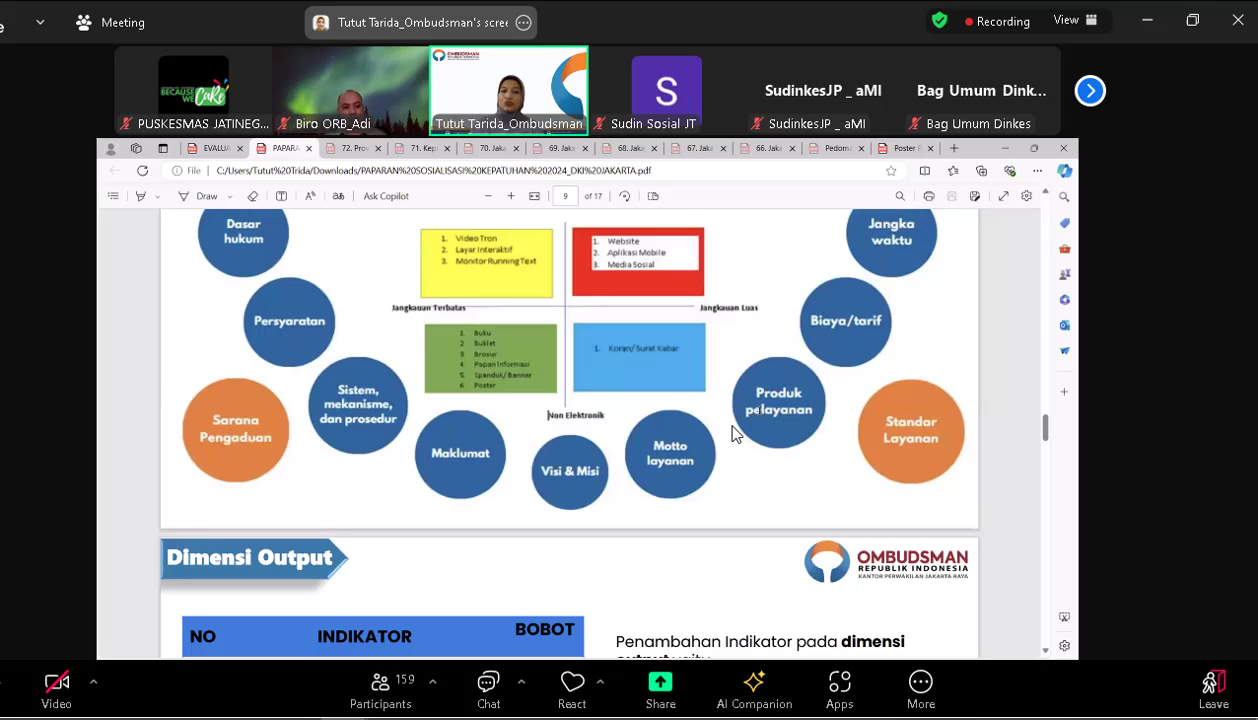 Meeting
Tutut Tarida_Ombudsman's scree
Recording
View
BECAUSE
WE CaRe
PUSKESMAS JATINEG...
Biro ORB_Adi
OMBUDSMAN
Tutut Tarida_Ombudsman
S
Sudin Sosial JT
SudinkesJP _ aMI
SudinkesJP _ aMI
Bag Umum Dink...
Bag Umum Dinkes
EVALUA
PAPARA
72. Pro
71. Kep
70. Jaka
69. Jaka
68. Jaka
67. Jaka
66. Jaka
Pedom
Poster F
File
C:/Users/Tutut%20Trida/Downloads/PAPARAN%20SOSIALISASI%20KEPATUHAN%202024_DKI%20JAKARTA.pdf
Draw
Ask Copilot
9 of 17
Dasar
hukum
Persyaratan
Sistem,
mekanisme,
dan prosedur
Sarana
Pengaduan
Maklumat
Visi & Misi
Motto
layanan
Produk
pelayanan
Biaya/tarif
Jangka
waktu
Standar
Layanan
1. Video Tron
2. Layar Interaktif
3. Monitor Running Text
1. Website
2. Aplikasi Mobile
3. Media Sosial
Jangkauan Terbatas
Jangkauan Luas
1. Buku
2. Buklet
3. Brosur
4. Papan Informasi
5. Spanduk/ Banner
6. Poster
1. Koran/ Surat Kabar
Non Elektronik
Dimensi Output
OMBUDSMAN
REPUBLIK INDONESIA
KANTOR PERWAKILAN JAKARTA RAYA
NO INDIKATOR BOBOT
Penambahan Indikator pada dimensi
Video
159
Participants
Chat
React
Share
AI Companion
Apps
More
Leave